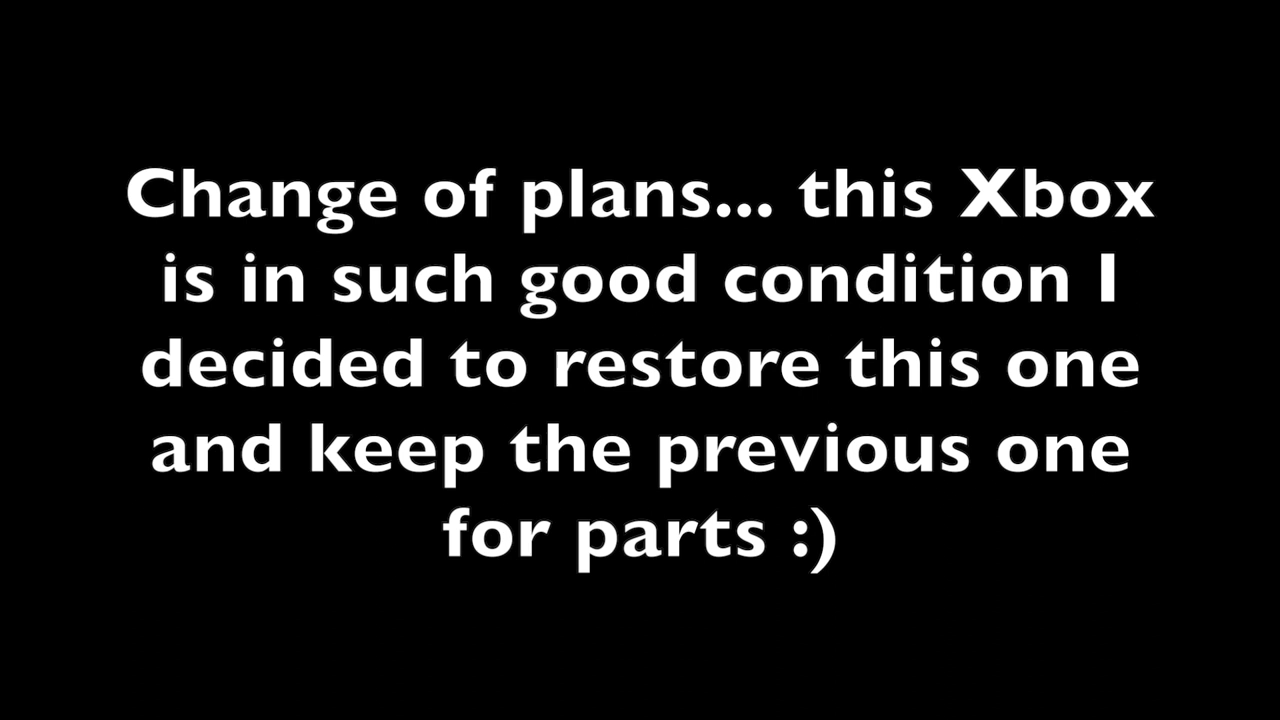 Change of plans... this Xbox
is in such good condition I
decided to restore this one
and keep the previous one
for parts :)